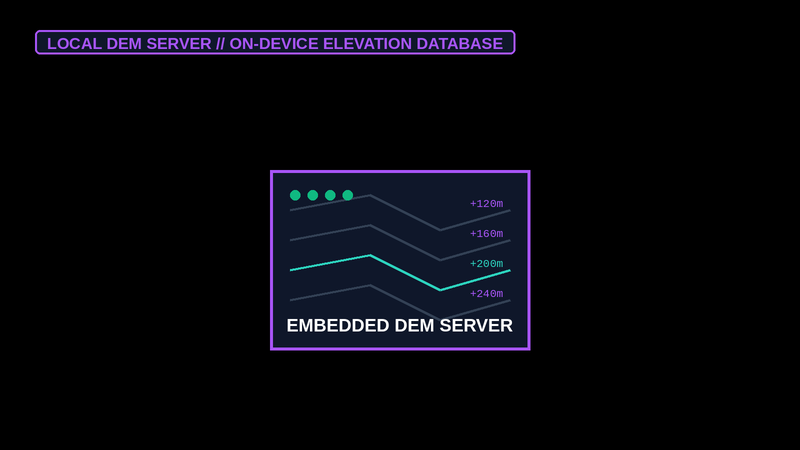 LOCAL DEM SERVER // ON-DEVICE ELEVATION DATABASE
+120m
+160m
+200m
+240m
EMBEDDED DEM SERVER